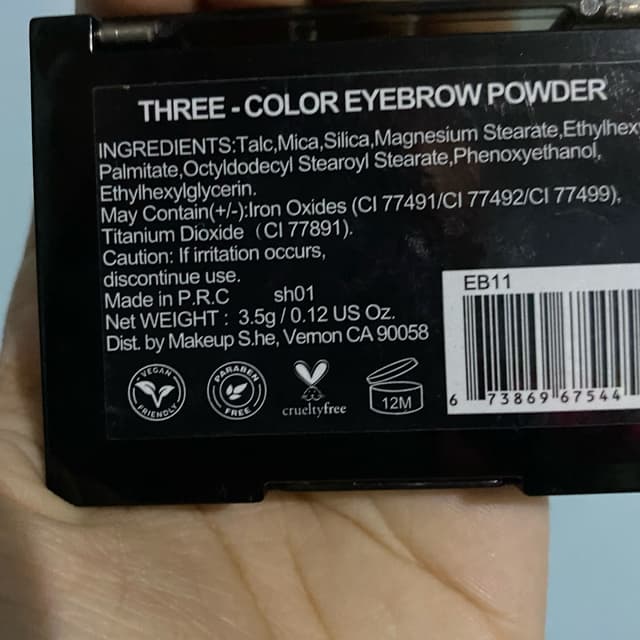 THREE - COLOR EYEBROW POWDER
INGREDIENTS:Talc,Mica,Silica,Magnesium Stearate,Ethylhexy
Palmitate,Octyldodecyl Stearoyl Stearate,Phenoxyethanol,
Ethylhexylglycerin.
May Contain(+/-):Iron Oxides (CI 77491/CI 77492/CI 77499),
Titanium Dioxide (CI 77891).
Caution: If irritation occurs,
discontinue use.
Made in P.R.C sh01
Net WEIGHT : 3.5g / 0.12 US Oz.
Dist. by Makeup S.he, Vernon CA 90058
EB11
6 73869 67544
VEGAN FRIENDLY
PARABEN FREE
crueltyfree
12M